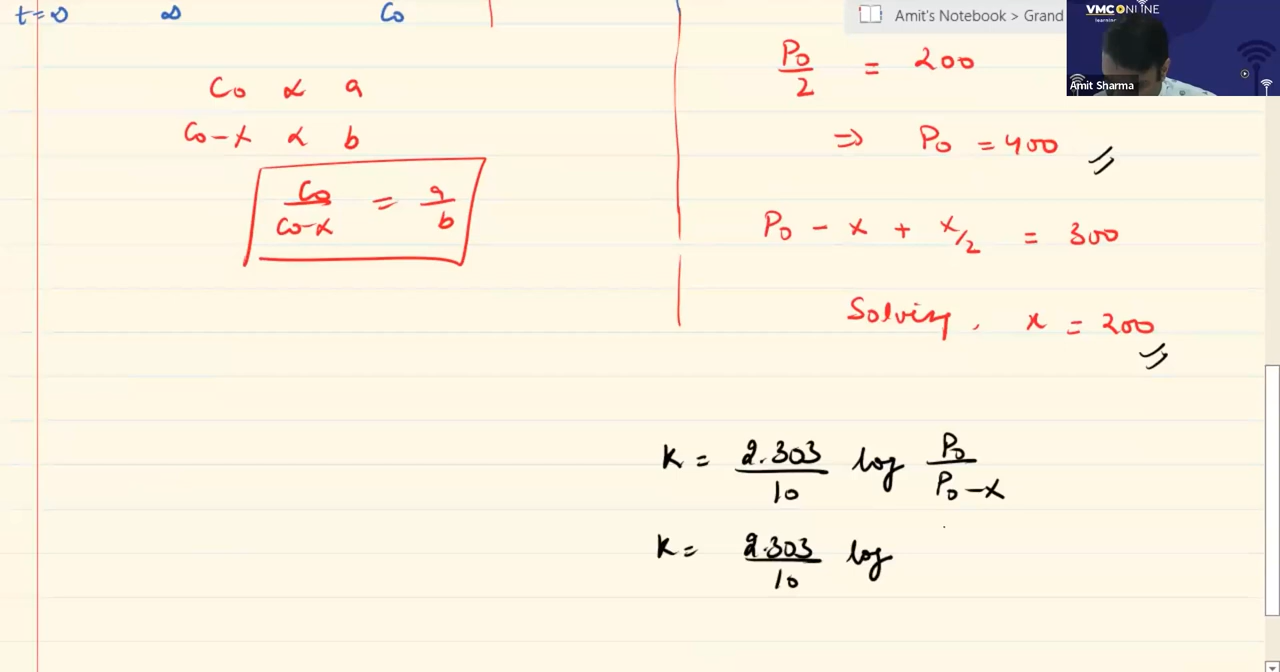 t=∞ ∞ C₀
Amit's Notebook > Grand
VMC ONLINE
learning
Amit Sharma
C₀ ∝ a
C₀-x ∝ b
C₀/C₀-x = a/b
P₀/2 = 200
⇒ P₀ = 400
P₀ - x + x/2 = 300
Solving, x = 200
K = 2.303/10 log P₀/P₀-x
K = 2.303/10 log